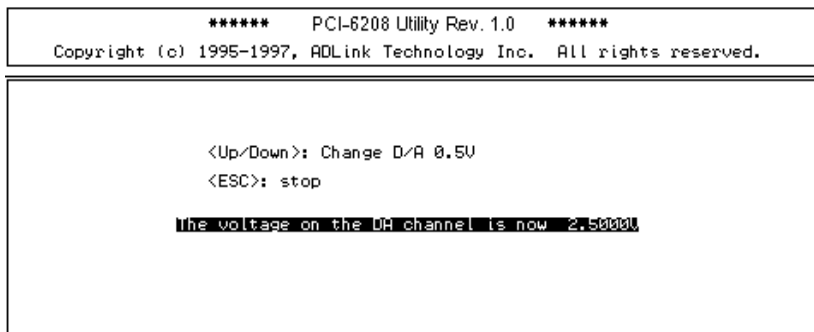 ****** PCI-6208 Utility Rev. 1.0 ******
Copyright (c) 1995-1997, ADLink Technology Inc. All rights reserved.
<Up/Down>: Change D/A 0.5V
<ESC>: stop
The voltage on the DA channel is now 2.5000V